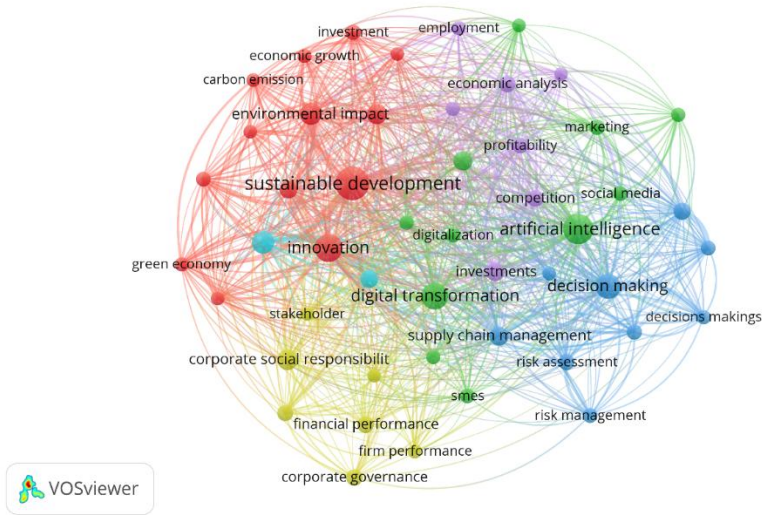 investment
employment
economic growth
carbon emission
economic analysis
environmental impact
marketing
profitability
sustainable development
competition
social media
innovation
digitalization
artificial intelligence
green economy
investments
digital transformation
decision making
stakeholder
decisions makings
supply chain management
corporate social responsibilit
risk assessment
smes
risk management
financial performance
firm performance
corporate governance
VOSviewer